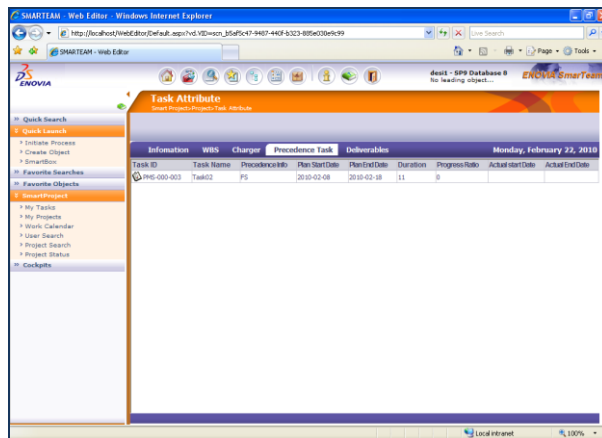 SMARTEAM - Web Editor - Windows Internet Explorer
http://localhost/WebEditor/Default.aspx?vd.VID=scn_b5af5c47-9487-440f-b323-885a030e9c99
Live Search
SMARTEAM - Web Editor
Page Tools
ENOVIA
desi1 - SP9 Database 8
No leading object...
ENOVIA SmarTeam
Task Attribute
Smart Project>Project>Task Attribute
Quick Search
Quick Launch
Initiate Process
Create Object
SmartBox
Favorite Searches
Favorite Objects
SmartProject
My Tasks
My Projects
Work Calendar
User Search
Project Search
Project Status
Cockpits
Infomation WBS Charger Precedence Task Deliverables Monday, February 22, 2010
Task ID Task Name Precedence Info Plan Start Date Plan End Date Duration Progress Ratio Actual start Date Actual End Date
PMS-000-003 Task02 FS 2010-02-08 2010-02-18 11 0
Local intranet 100%